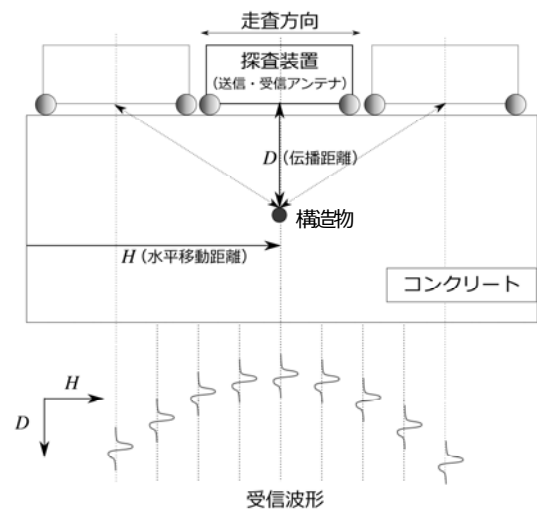 走査方向
探査装置
(送信・受信アンテナ)
D (伝播距離)
構造物
H (水平移動距離)
コンクリート
H
D
受信波形